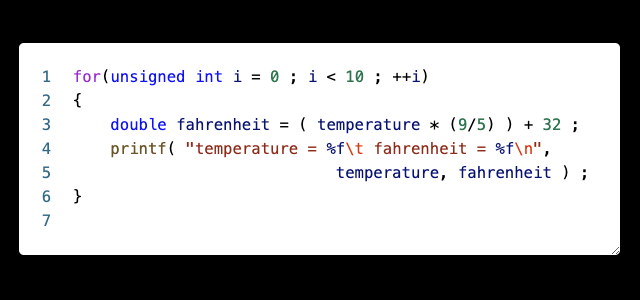 1 for(unsigned int i = 0 ; i < 10 ; ++i)
2 {
3     double fahrenheit = ( temperature * (9/5) ) + 32 ;
4     printf( "temperature = %f\t fahrenheit = %f\n",
5                             temperature, fahrenheit ) ;
6 }
7